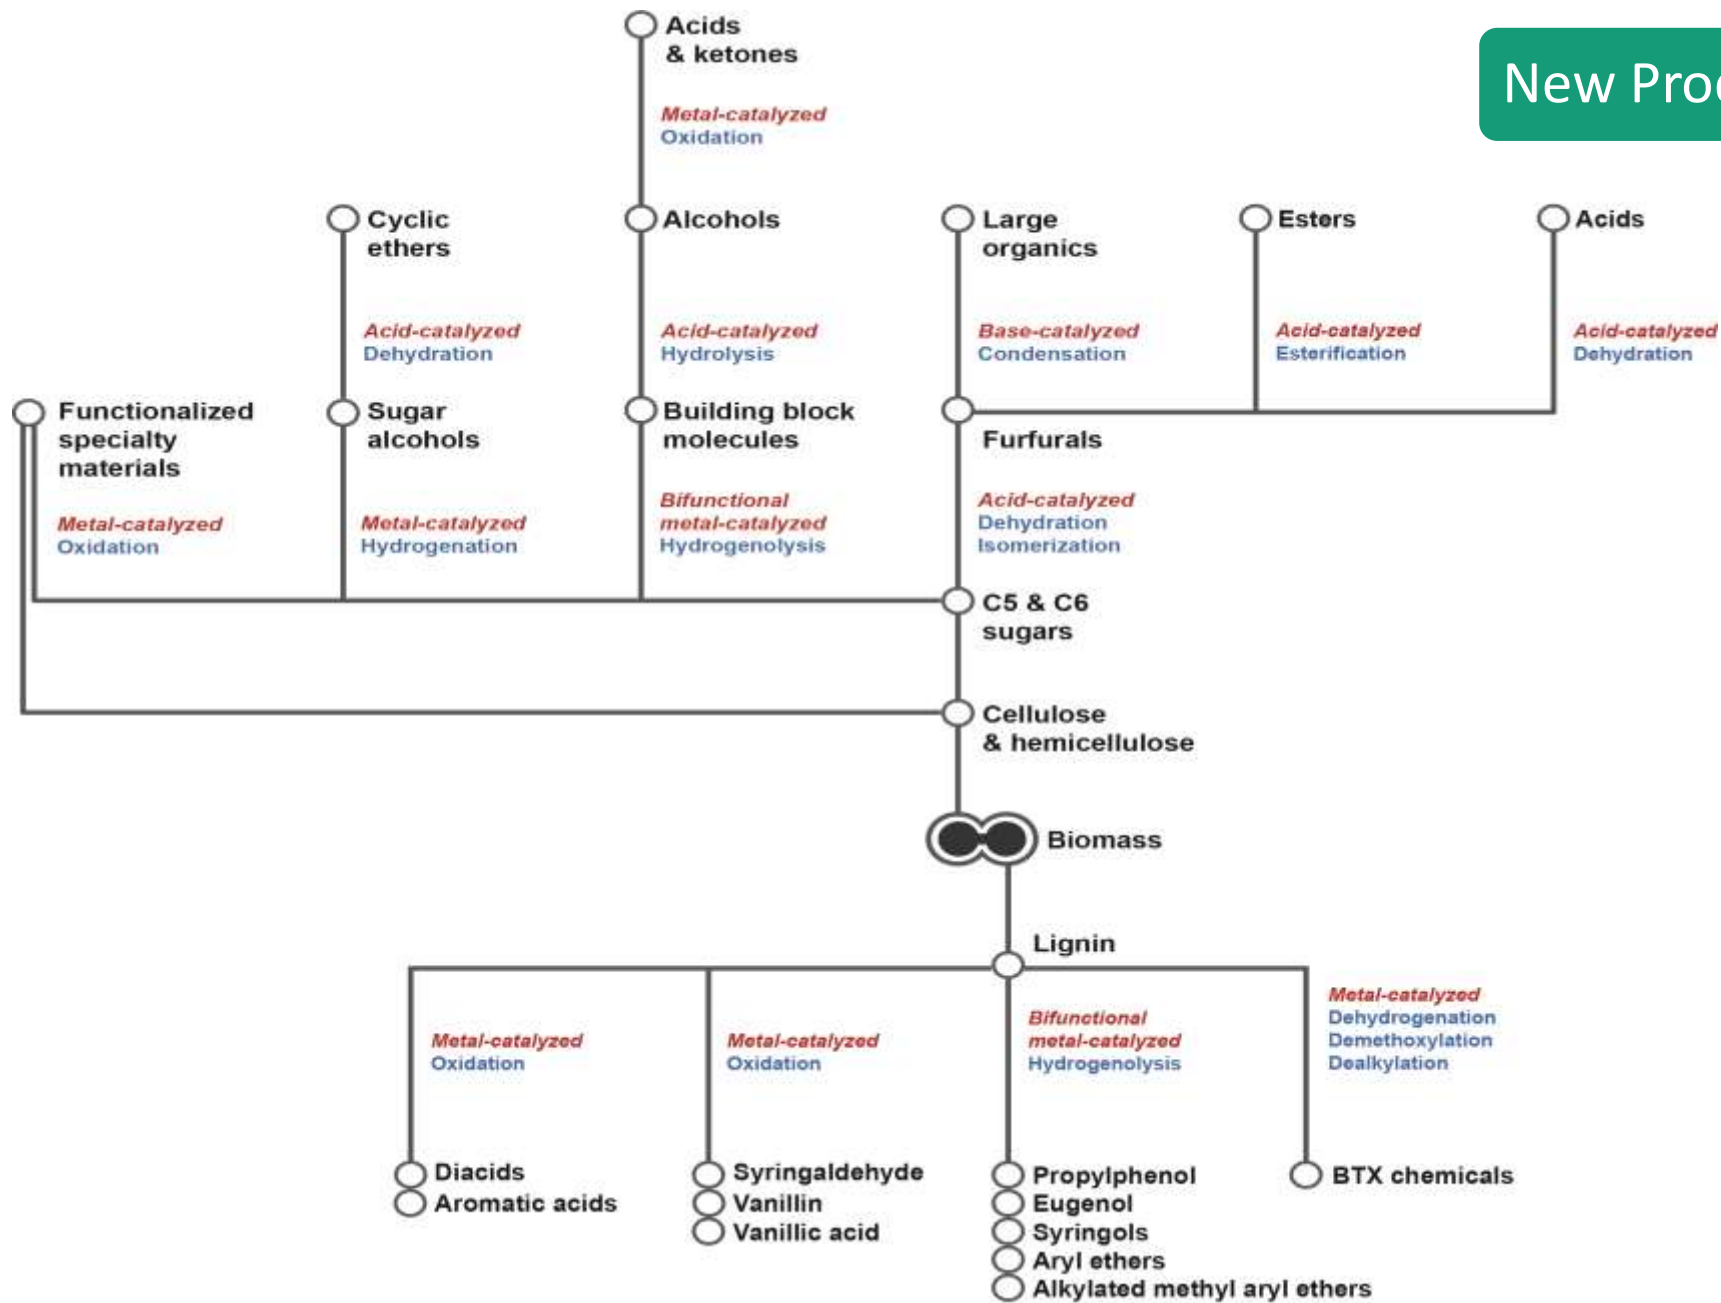 Acids
& ketones
New Prod
Metal-catalyzed
Oxidation
Cyclic
ethers
Alcohols
Large
organics
Esters
Acids
Acid-catalyzed
Dehydration
Acid-catalyzed
Hydrolysis
Base-catalyzed
Condensation
Acid-catalyzed
Esterification
Acid-catalyzed
Dehydration
Functionalized
specialty
materials
Sugar
alcohols
Building block
molecules
Furfurals
Metal-catalyzed
Oxidation
Metal-catalyzed
Hydrogenation
Bifunctional
metal-catalyzed
Hydrogenolysis
Acid-catalyzed
Dehydration
Isomerization
C5 & C6
sugars
Cellulose
& hemicellulose
Biomass
Lignin
Metal-catalyzed
Oxidation
Metal-catalyzed
Oxidation
Bifunctional
metal-catalyzed
Hydrogenolysis
Metal-catalyzed
Dehydrogenation
Demethoxylation
Dealkylation
Diacids
Aromatic acids
Syringaldehyde
Vanillin
Vanillic acid
Propylphenol
Eugenol
Syringols
Aryl ethers
Alkylated methyl aryl ethers
BTX chemicals